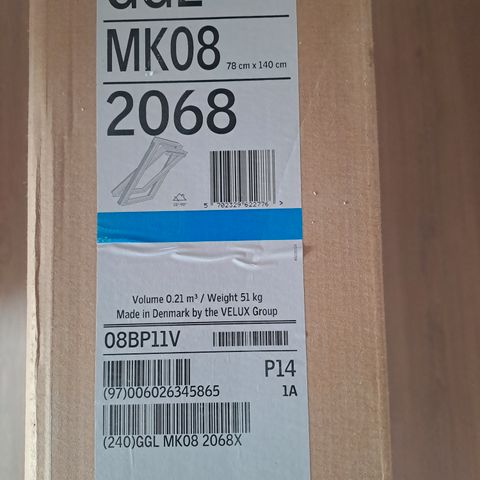 GGL
MK08 78 cm x 140 cm
2068
5 702329 622776 >
Volume 0.21 m³ / Weight 51 kg
Made in Denmark by the VELUX Group
08BP11V
P14
(97)006026345865 1A
(240)GGL MK08 2068X